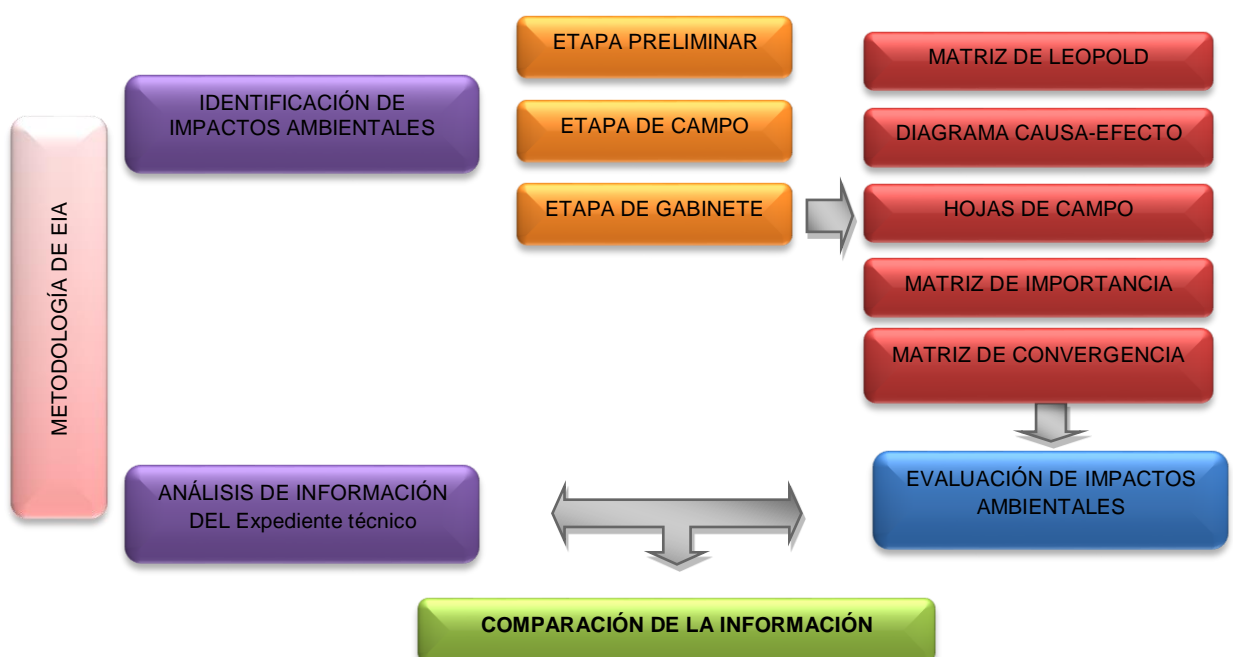 METODOLOGÍA DE EIA
IDENTIFICACIÓN DE
IMPACTOS AMBIENTALES
ETAPA PRELIMINAR
ETAPA DE CAMPO
ETAPA DE GABINETE
MATRIZ DE LEOPOLD
DIAGRAMA CAUSA-EFECTO
HOJAS DE CAMPO
MATRIZ DE IMPORTANCIA
MATRIZ DE CONVERGENCIA
ANÁLISIS DE INFORMACIÓN
DEL Expediente técnico
EVALUACIÓN DE IMPACTOS
AMBIENTALES
COMPARACIÓN DE LA INFORMACIÓN